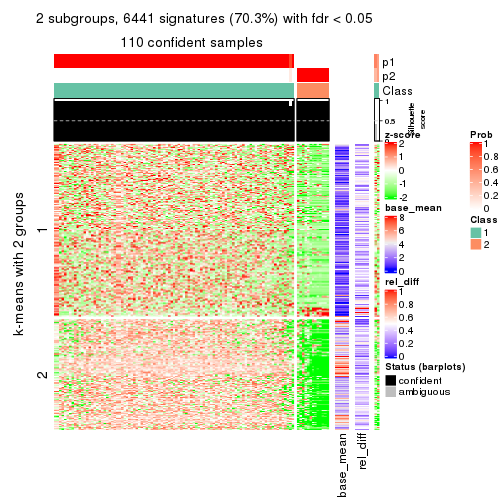 2 subgroups, 6441 signatures (70.3%) with fdr < 0.05
110 confident samples
p1
p2
Class
1
0.5
0
Silhouette
score
k-means with 2 groups
1
2
base_mean
rel_diff
z-score
2
1
0
-1
-2
base_mean
8
6
4
2
0
rel_diff
1
0.8
0.6
0.4
0.2
0
Status (barplots)
confident
ambiguous
Prob
1
0.8
0.6
0.4
0.2
0
Class
1
2